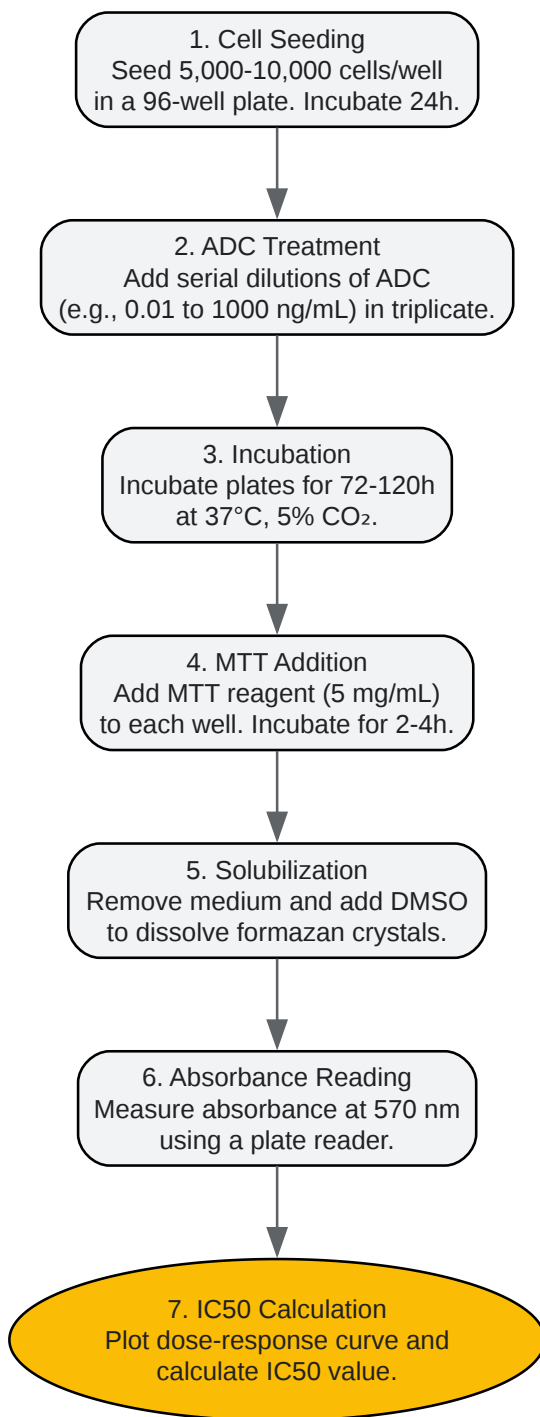 1. Cell Seeding
Seed 5,000-10,000 cells/well
in a 96-well plate. Incubate 24h.
2. ADC Treatment
Add serial dilutions of ADC
(e.g., 0.01 to 1000 ng/mL) in triplicate.
3. Incubation
Incubate plates for 72-120h
at 37°C, 5% CO₂.
4. MTT Addition
Add MTT reagent (5 mg/mL)
to each well. Incubate for 2-4h.
5. Solubilization
Remove medium and add DMSO
to dissolve formazan crystals.
6. Absorbance Reading
Measure absorbance at 570 nm
using a plate reader.
7. IC50 Calculation
Plot dose-response curve and
calculate IC50 value.